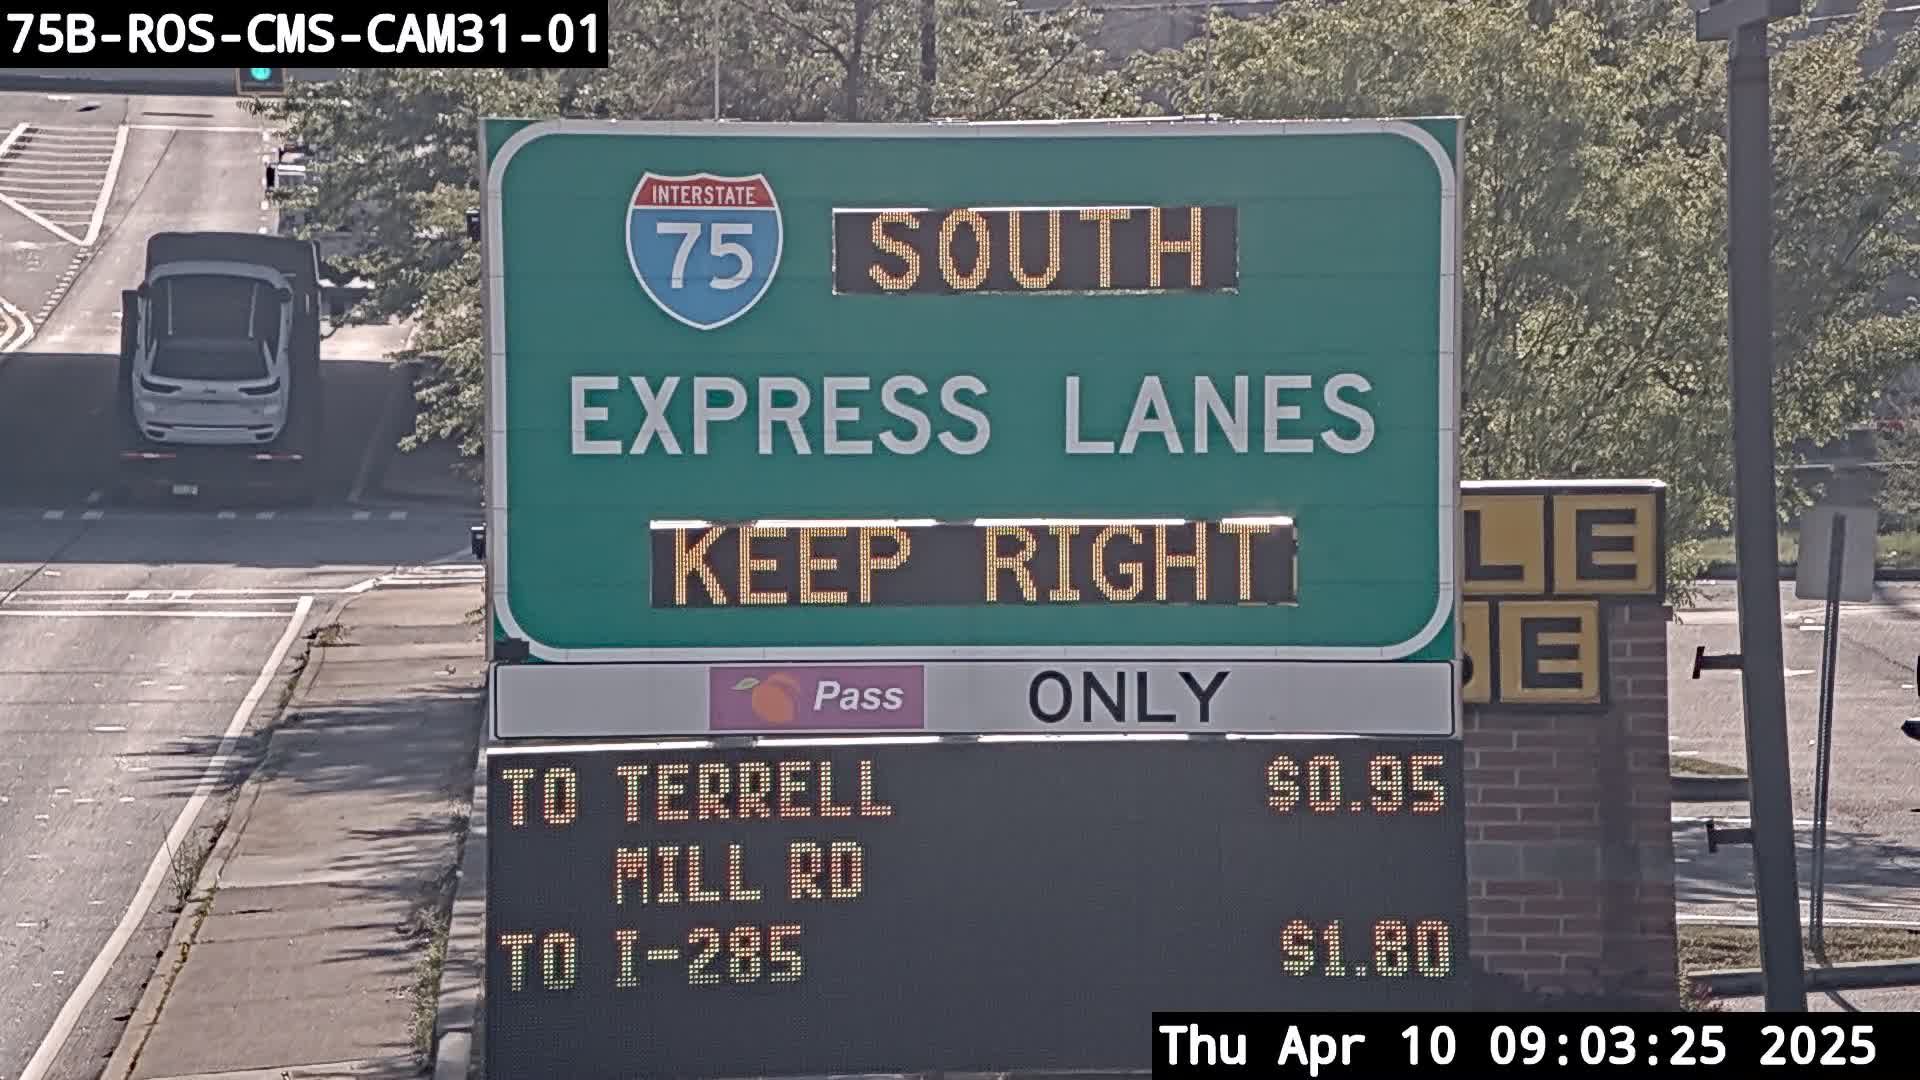 75B-ROS-CMS-CAM31-01
INTERSTATE
75
SOUTH
EXPRESS LANES
KEEP RIGHT
Pass ONLY
TO TERRELL $0.95
MILL RD
TO I-285 $1.80
LE
E
Thu Apr 10 09:03:25 2025